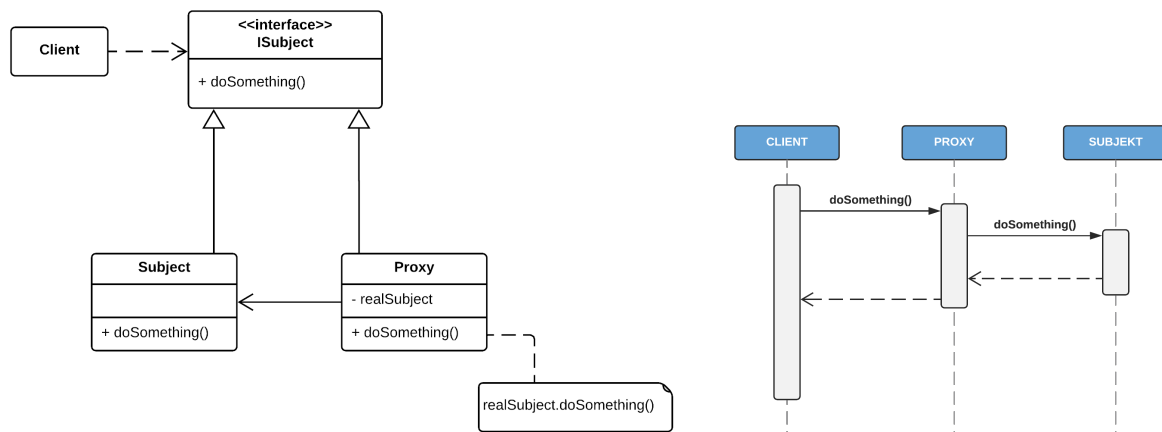 Client
<<interface>>
ISubject
+ doSomething()
Subject
+ doSomething()
Proxy
- realSubject
+ doSomething()
realSubject.doSomething()
CLIENT
PROXY
SUBJEKT
doSomething()
doSomething()